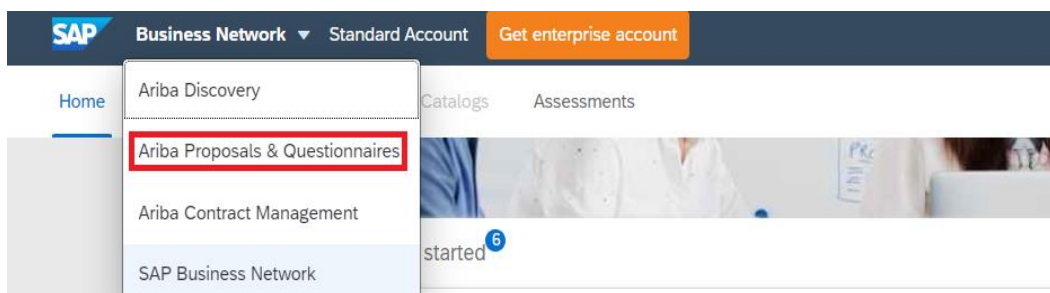 SAP Business Network ▼ Standard Account Get enterprise account
Home Ariba Discovery Catalogs Assessments
Ariba Proposals & Questionnaires
Ariba Contract Management
started 6
SAP Business Network